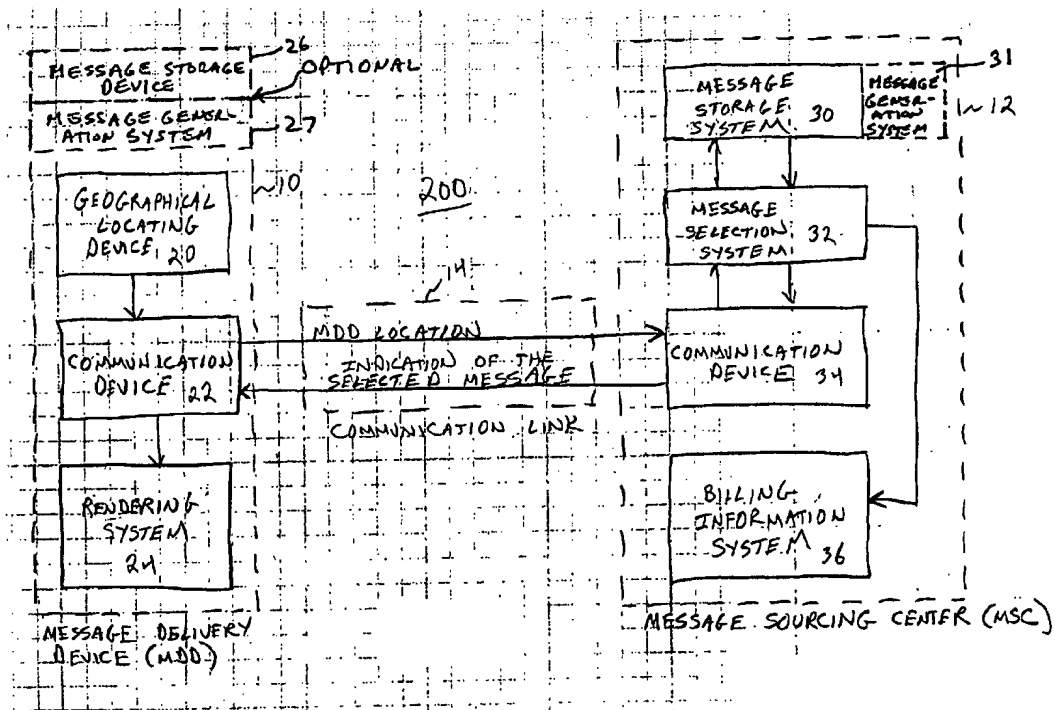 26
MESSAGE STORAGE
DEVICE
OPTIONAL
MESSAGE GENER-
ATION SYSTEM
27
10
GEOGRAPHICAL
LOCATING
DEVICE 20
COMMUNICATION
DEVICE 22
RENDERING
SYSTEM
24
MESSAGE DELIVERY
DEVICE (MDD)
200
14
MDD LOCATION
INDICATION OF THE
SELECTED MESSAGE
COMMUNICATION LINK
31
12
MESSAGE
STORAGE
SYSTEM 30
MESSAGE
GENER-
ATION
SYSTEM
MESSAGE
SELECTION
SYSTEM 32
COMMUNICATION
DEVICE 34
BILLING
INFORMATION
SYSTEM 36
MESSAGE SOURCING CENTER (MSC)